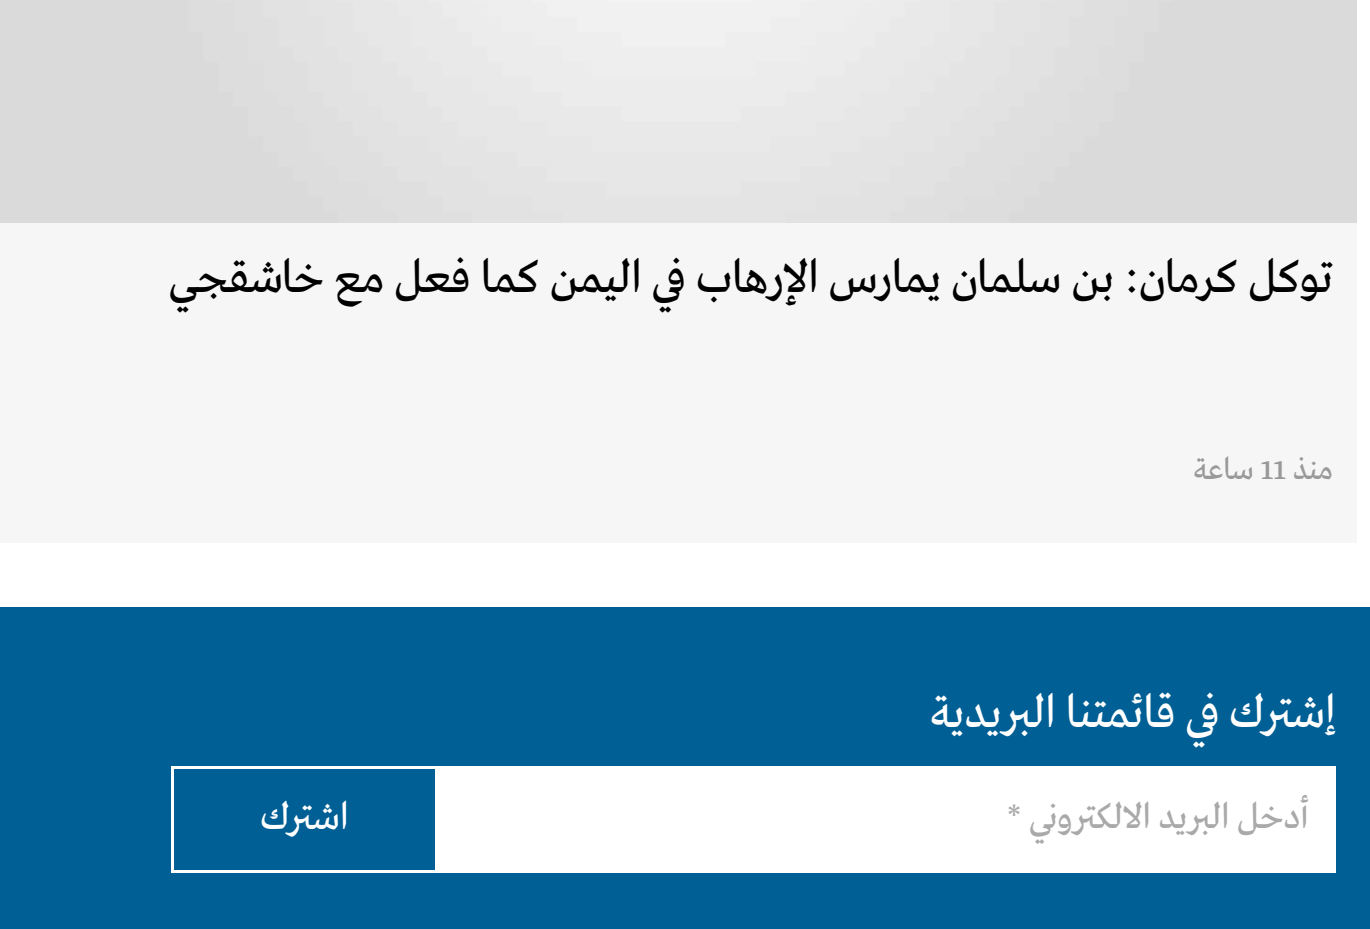 توكل كرمان: بن سلمان يمارس الإرهاب في اليمن كما فعل مع خاشقجي
منذ 11 ساعة
إشترك في قائمتنا البريدية
أدخل البريد الالكتروني *
اشترك